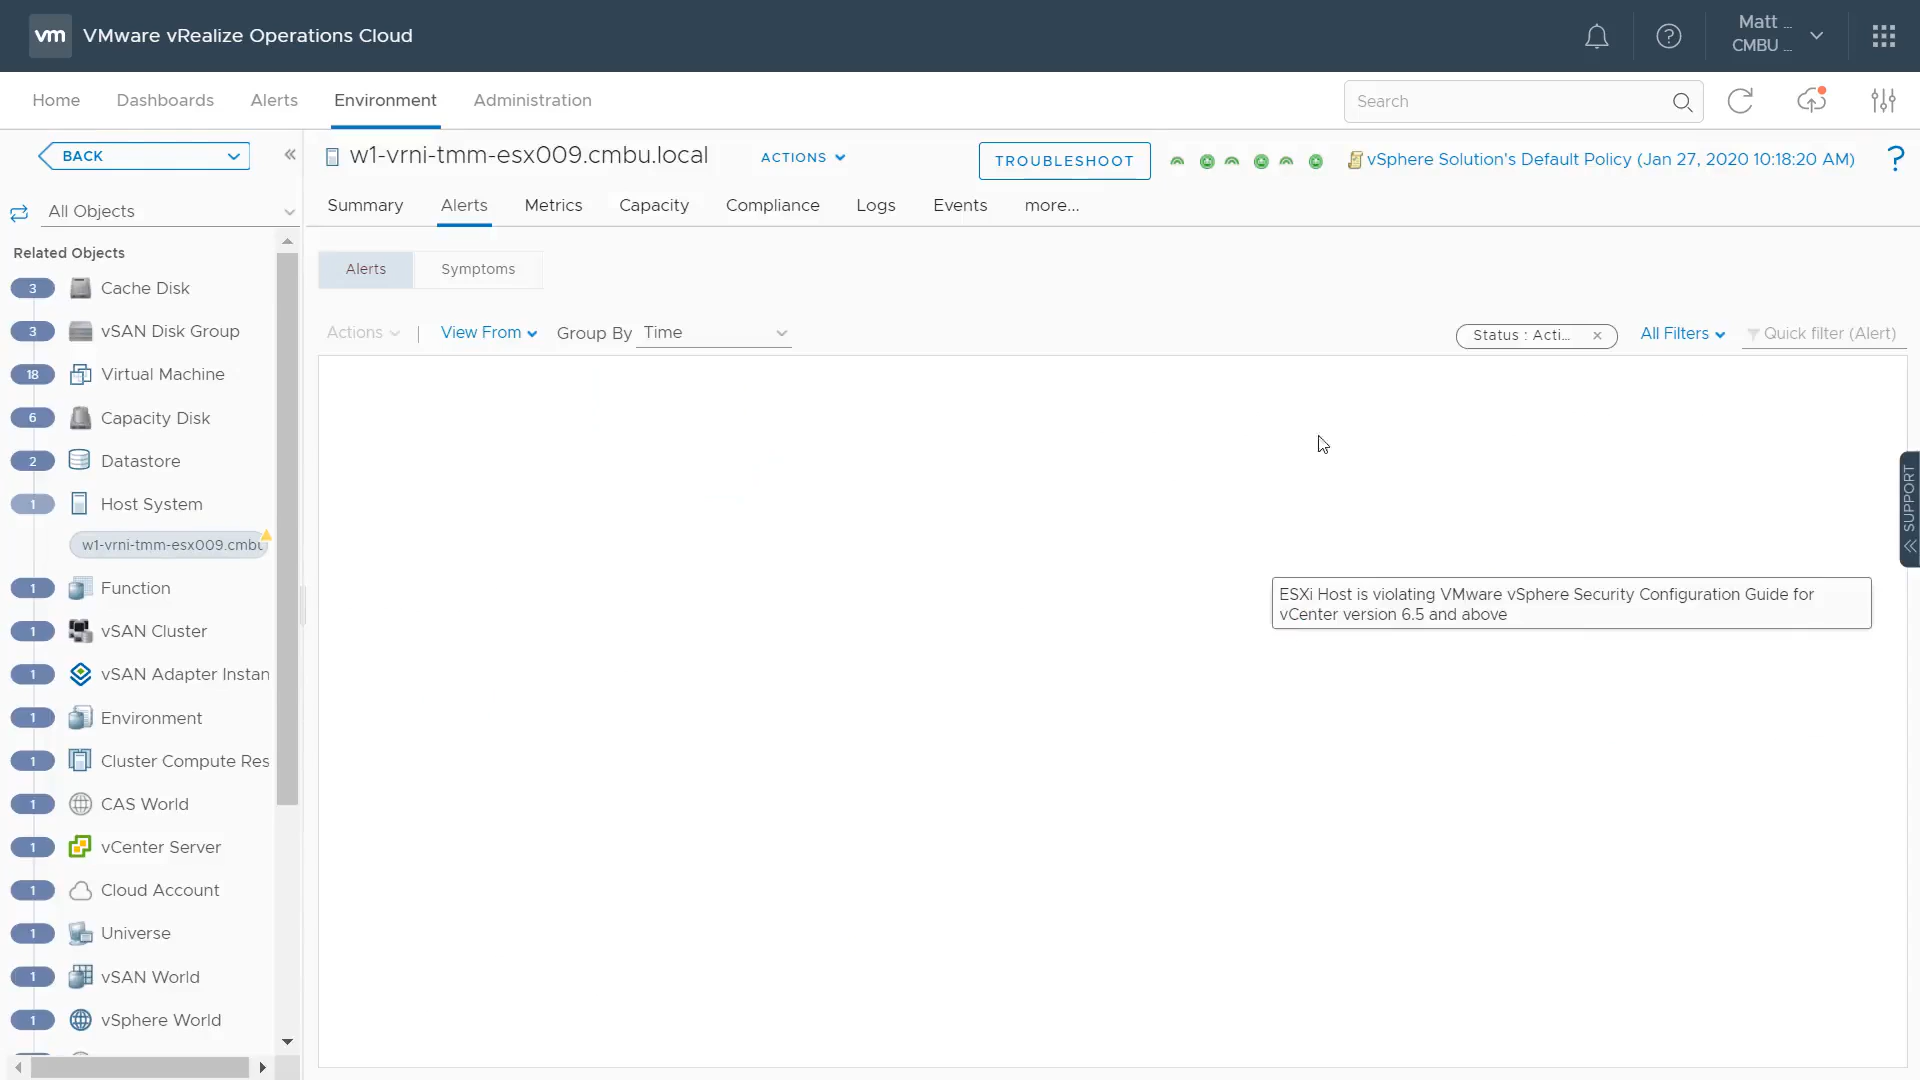 vm VMware vRealize Operations Cloud
Matt ...
CMBU ...
Home Dashboards Alerts Environment Administration
Search
BACK
w1-vrni-tmm-esx009.cmbu.local
ACTIONS
TROUBLESHOOT
vSphere Solution's Default Policy (Jan 27, 2020 10:18:20 AM)
?
All Objects
Summary Alerts Metrics Capacity Compliance Logs Events more...
Related Objects
Alerts Symptoms
3 Cache Disk
3 vSAN Disk Group
18 Virtual Machine
6 Capacity Disk
2 Datastore
1 Host System
w1-vrni-tmm-esx009.cmbu
1 Function
1 vSAN Cluster
1 vSAN Adapter Instan
1 Environment
1 Cluster Compute Res
1 CAS World
1 vCenter Server
1 Cloud Account
1 Universe
1 vSAN World
1 vSphere World
Actions | View From Group By Time
Status : Acti... × All Filters Quick filter (Alert)
ESXi Host is violating VMware vSphere Security Configuration Guide for
vCenter version 6.5 and above
SUPPORT